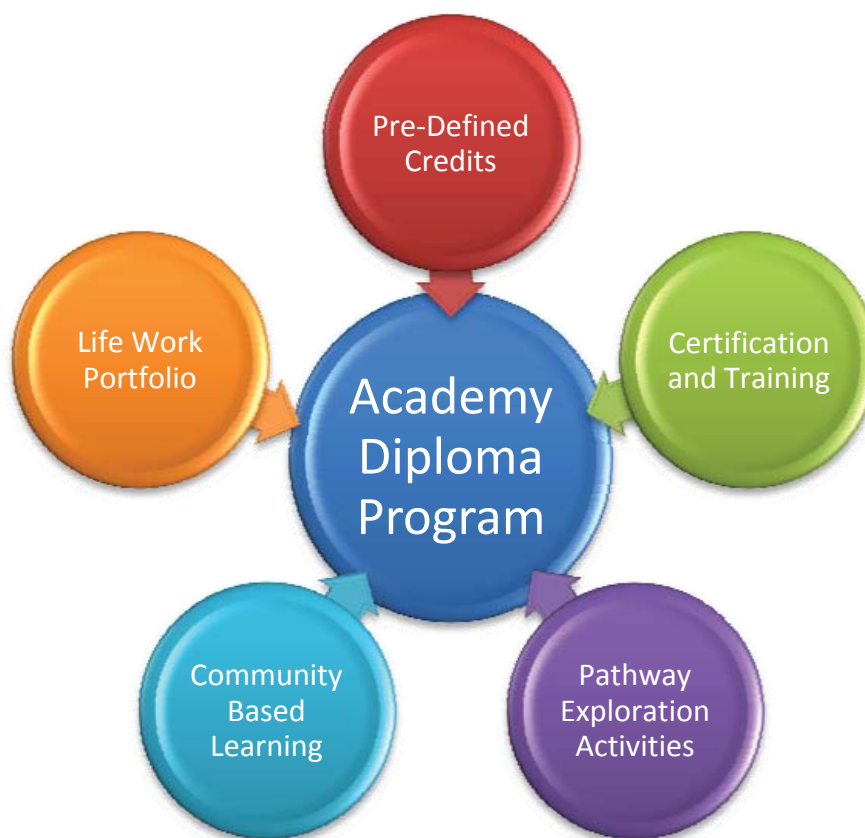 Pre-Defined
Credits
Life Work
Portfolio
Certification
and Training
Academy
Diploma
Program
Community
Based
Learning
Pathway
Exploration
Activities